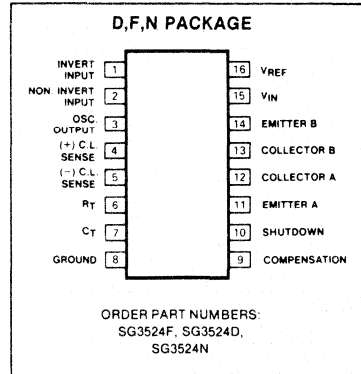 D,F,N PACKAGE
INVERT
INPUT
1
NON. INVERT
INPUT
2
OSC.
OUTPUT
3
(+) C.L.
SENSE
4
(−) C.L.
SENSE
5
RT
6
CT
7
GROUND
8
16
VREF
15
VIN
14
EMITTER B
13
COLLECTOR B
12
COLLECTOR A
11
EMITTER A
10
SHUTDOWN
9
COMPENSATION
ORDER PART NUMBERS:
SG3524F, SG3524D,
SG3524N